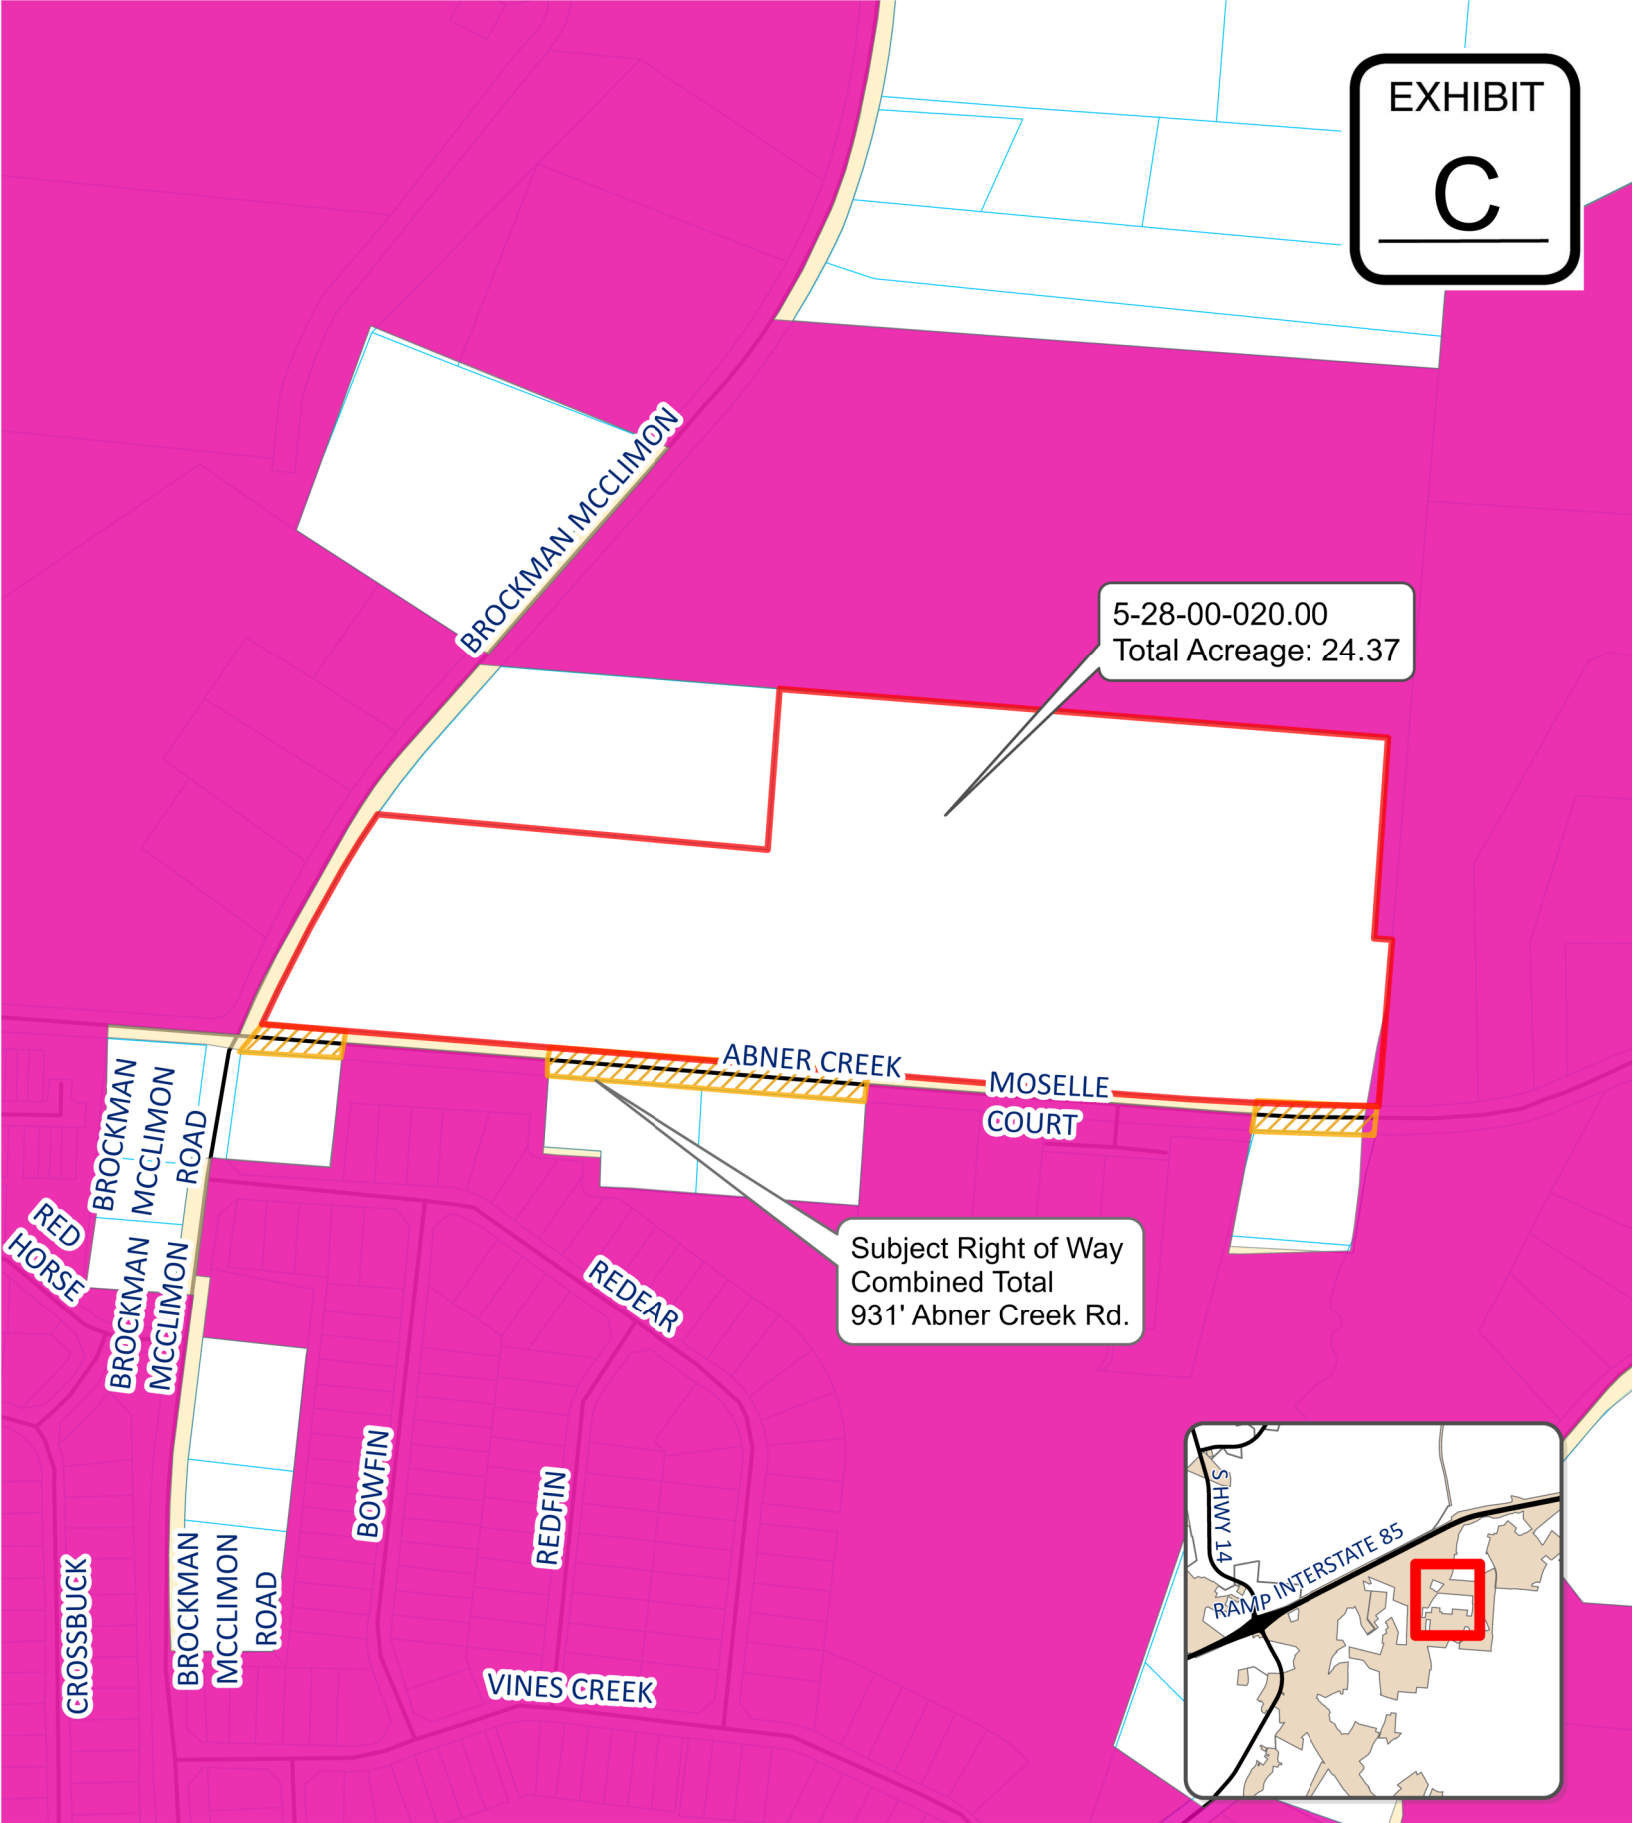 EXHIBIT
C
BROCKMAN MCCLIMON
5-28-00-020.00
Total Acreage: 24.37
ABNER CREEK
MOSELLE
COURT
BROCKMAN
MCCLIMON
ROAD
RED
HORSE
BROCKMAN
MCCLIMON
Subject Right of Way
Combined Total
931' Abner Creek Rd.
REDEAR
BOWFIN
REDFIN
CROSSBUCK
BROCKMAN
MCCLIMON
ROAD
VINES CREEK
S HWY 14
RAMP
INTERSTATE 85